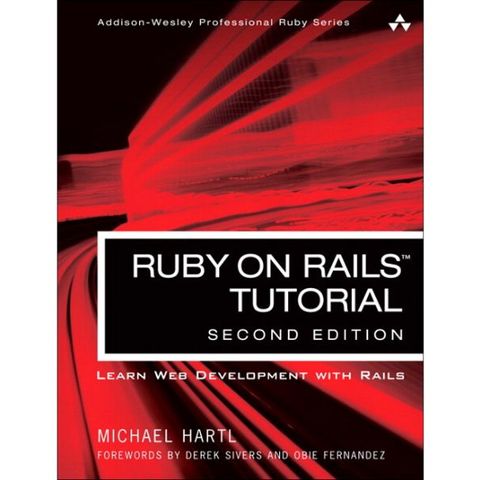 Addison-Wesley Professional Ruby Series
RUBY ON RAILS™
TUTORIAL
SECOND EDITION
LEARN WEB DEVELOPMENT WITH RAILS
MICHAEL HARTL
FOREWORDS BY DEREK SIVERS AND OBIE FERNANDEZ